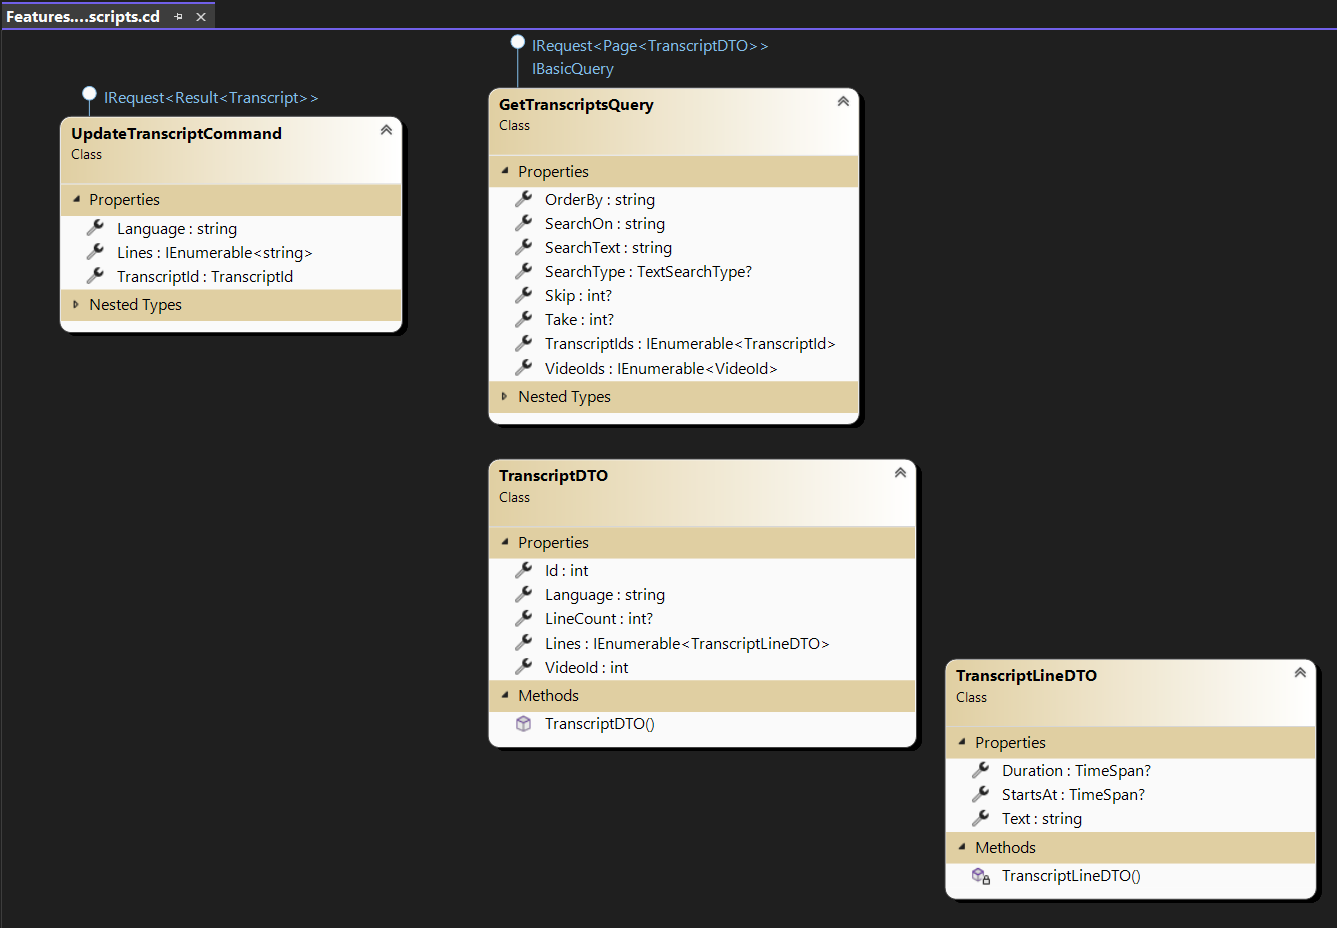 Features....scripts.cd
IRequest<Result<Transcript>>
UpdateTranscriptCommand
Class
Properties
Language : string
Lines : IEnumerable<string>
TranscriptId : TranscriptId
Nested Types
IRequest<Page<TranscriptDTO>>
IBasicQuery
GetTranscriptsQuery
Class
Properties
OrderBy : string
SearchOn : string
SearchText : string
SearchType : TextSearchType?
Skip : int?
Take : int?
TranscriptIds : IEnumerable<TranscriptId>
VideoIds : IEnumerable<VideoId>
Nested Types
TranscriptDTO
Class
Properties
Id : int
Language : string
LineCount : int?
Lines : IEnumerable<TranscriptLineDTO>
VideoId : int
Methods
TranscriptDTO()
TranscriptLineDTO
Class
Properties
Duration : TimeSpan?
StartsAt : TimeSpan?
Text : string
Methods
TranscriptLineDTO()